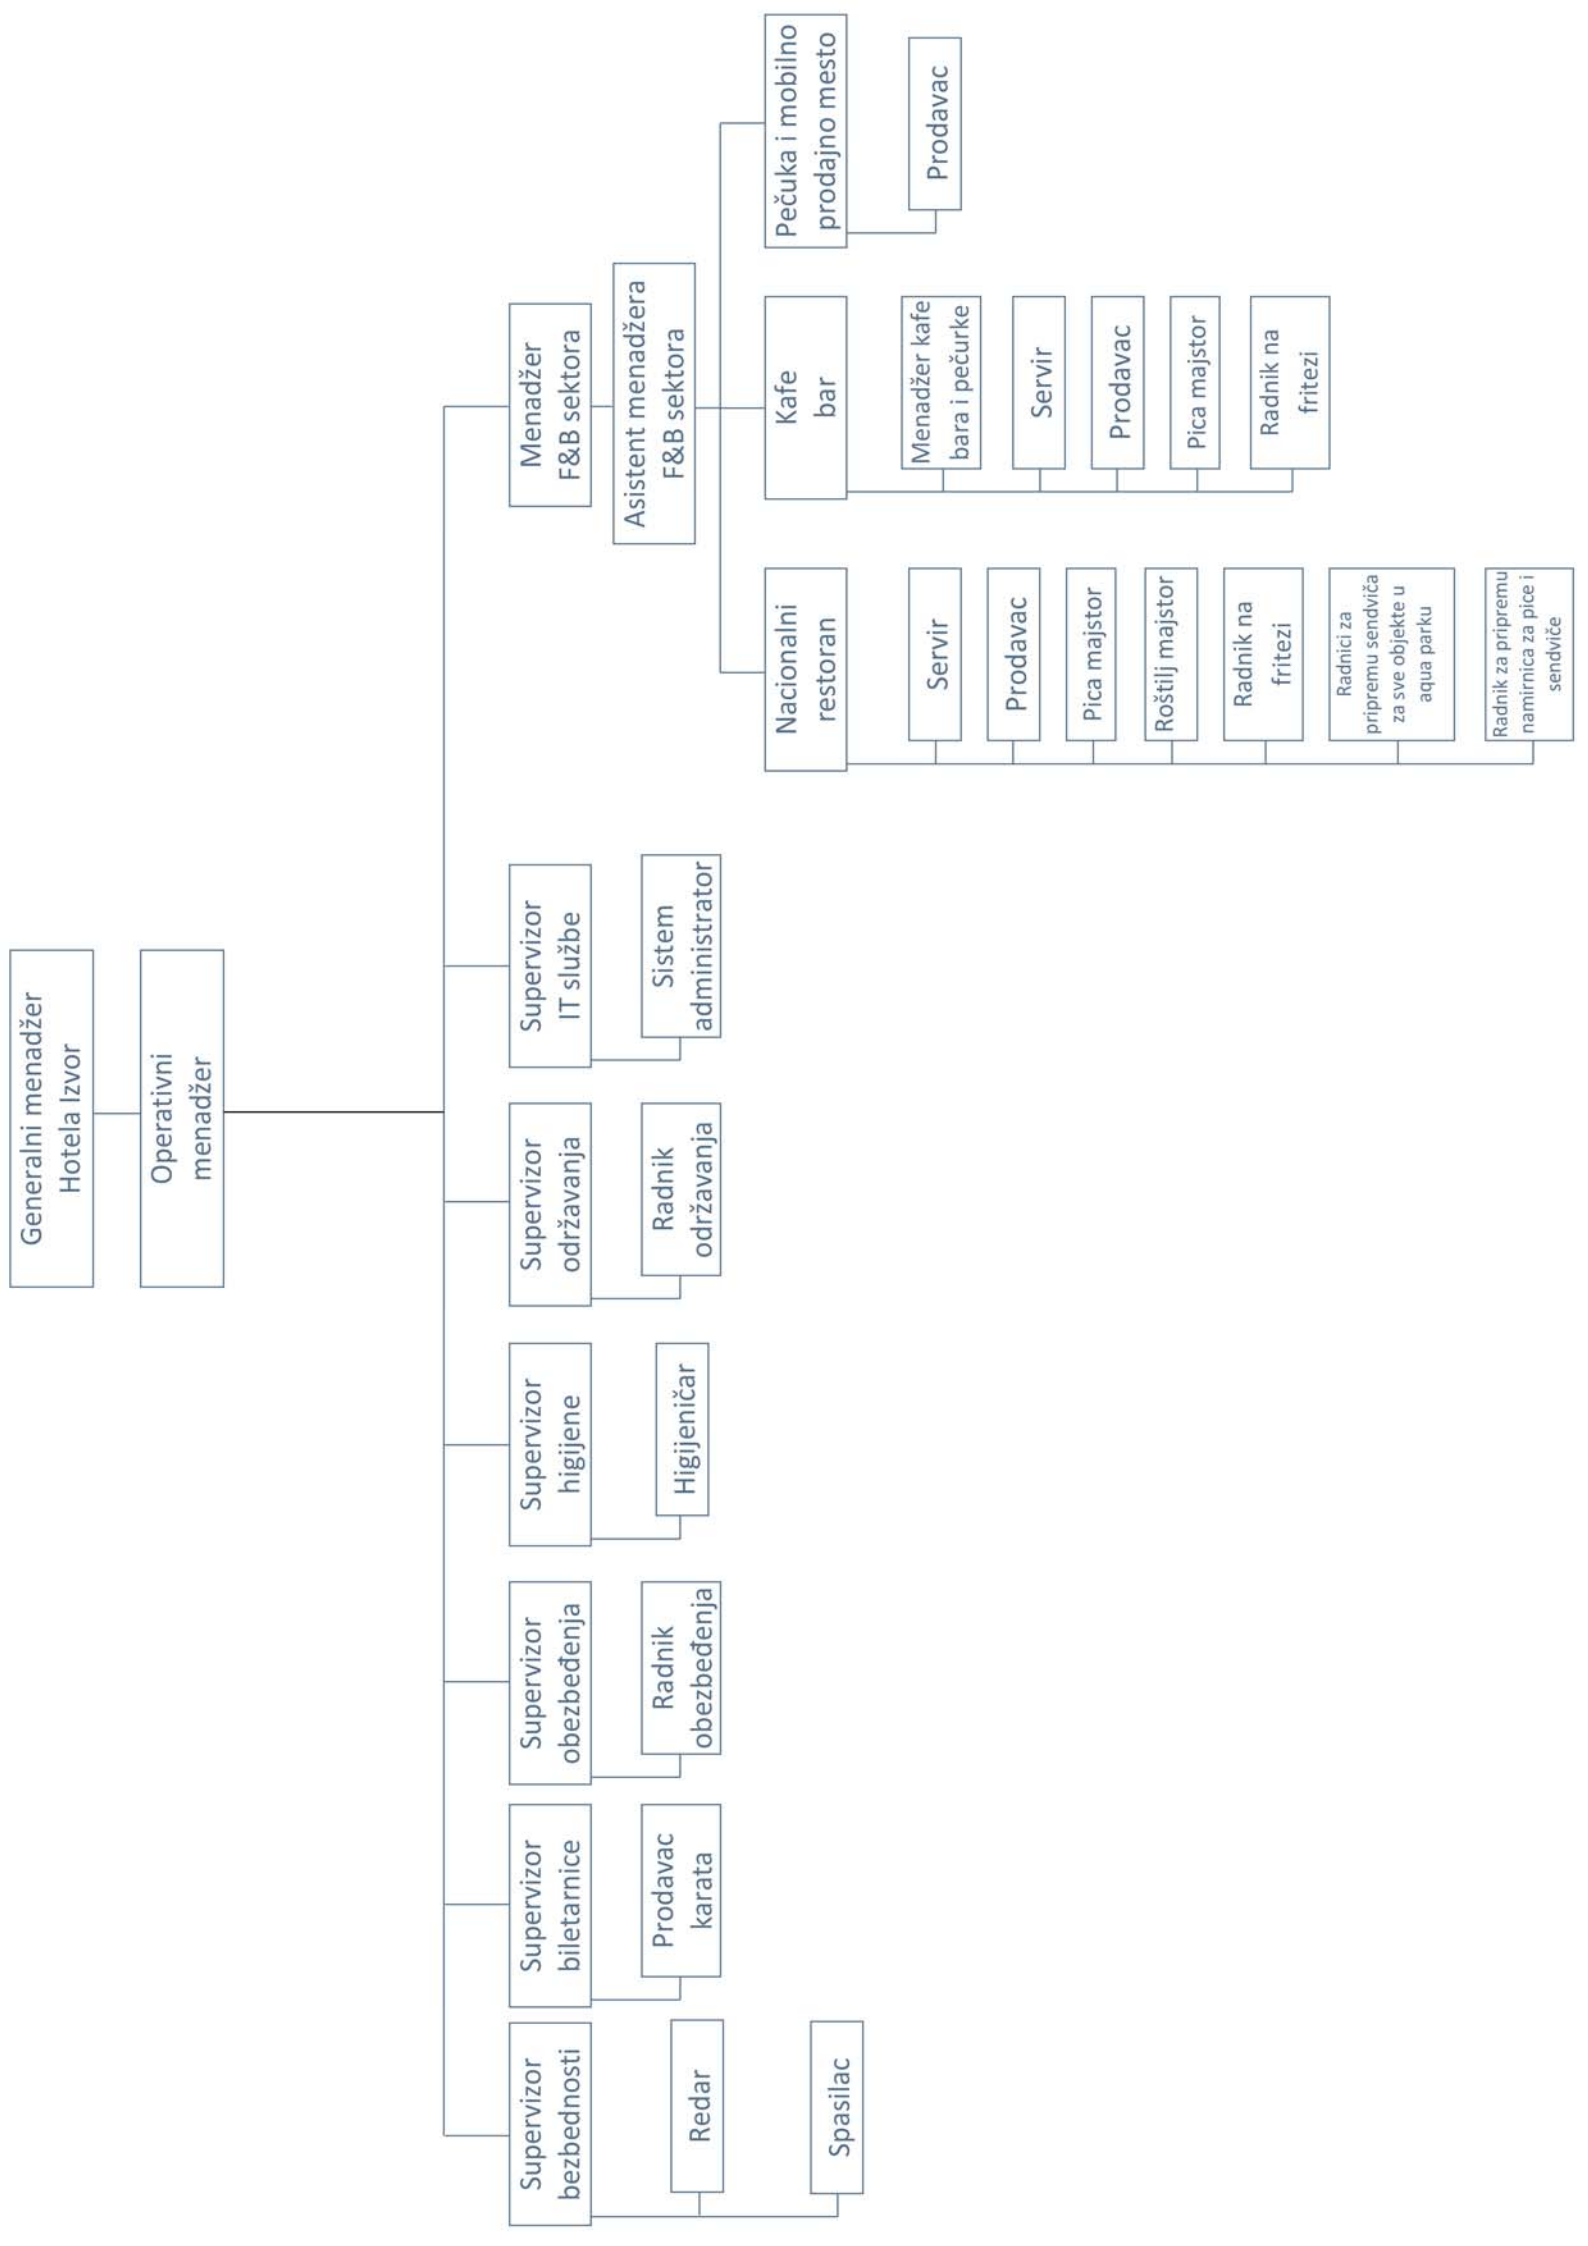 Generalni menadžer
Hotela Izvor
Operativni
menadžer
Supervizor
bezbednosti
Redar
Spasilac
Supervizor
biletarnice
Prodavac
karata
Supervizor
obezbeđenja
Radnik
obezbeđenja
Supervizor
higijene
Higijeničar
Supervizor
održavanja
Radnik
održavanja
Supervizor
IT službe
Sistem
administrator
Menadžer
F&B sektora
Asistent menadžera
F&B sektora
Nacionalni
restoran
Servir
Prodavac
Pica majstor
Roštilj majstor
Radnik na
fritezi
Radnici za
pripremu sendviča
za sve objekte u
aqua parku
Radnik za pripremu
namirnica za pice i
sendviče
Kafe
bar
Menadžer kafe
bara i pečurke
Servir
Prodavac
Pica majstor
Radnik na
fritezi
Pečuka i mobilno
prodajno mesto
Prodavac